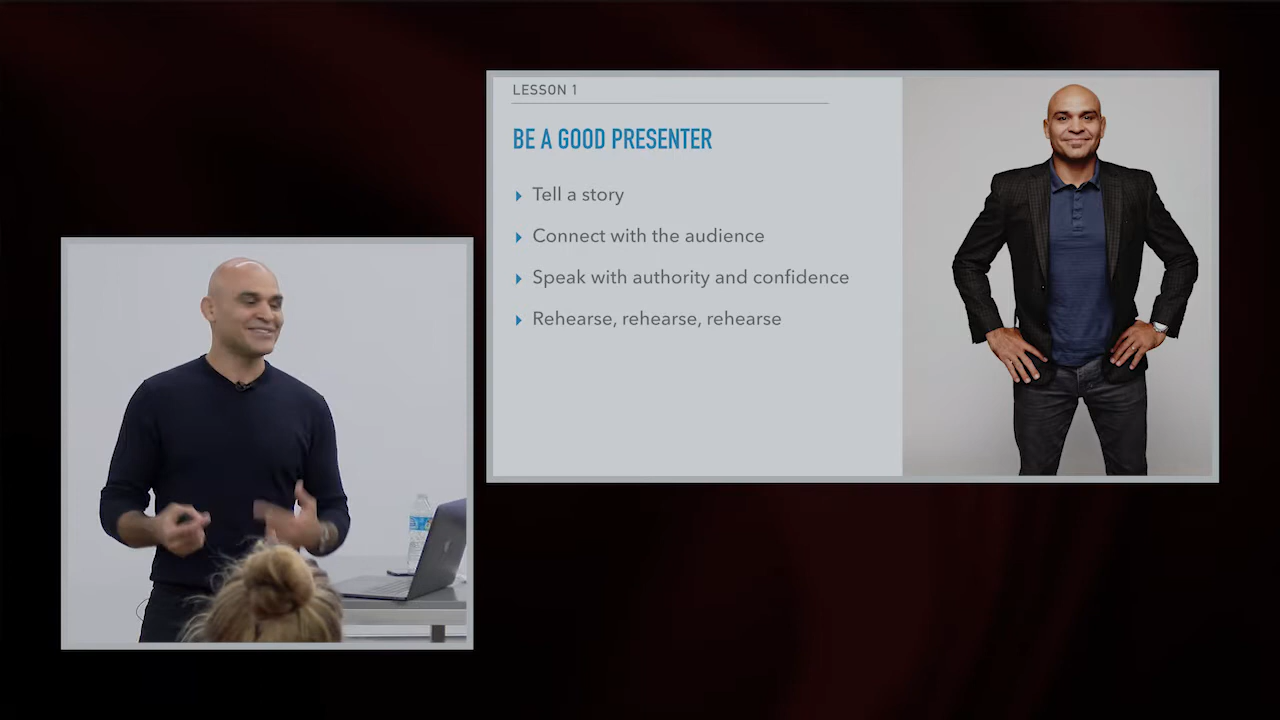 LESSON 1
BE A GOOD PRESENTER
Tell a story
Connect with the audience
Speak with authority and confidence
Rehearse, rehearse, rehearse